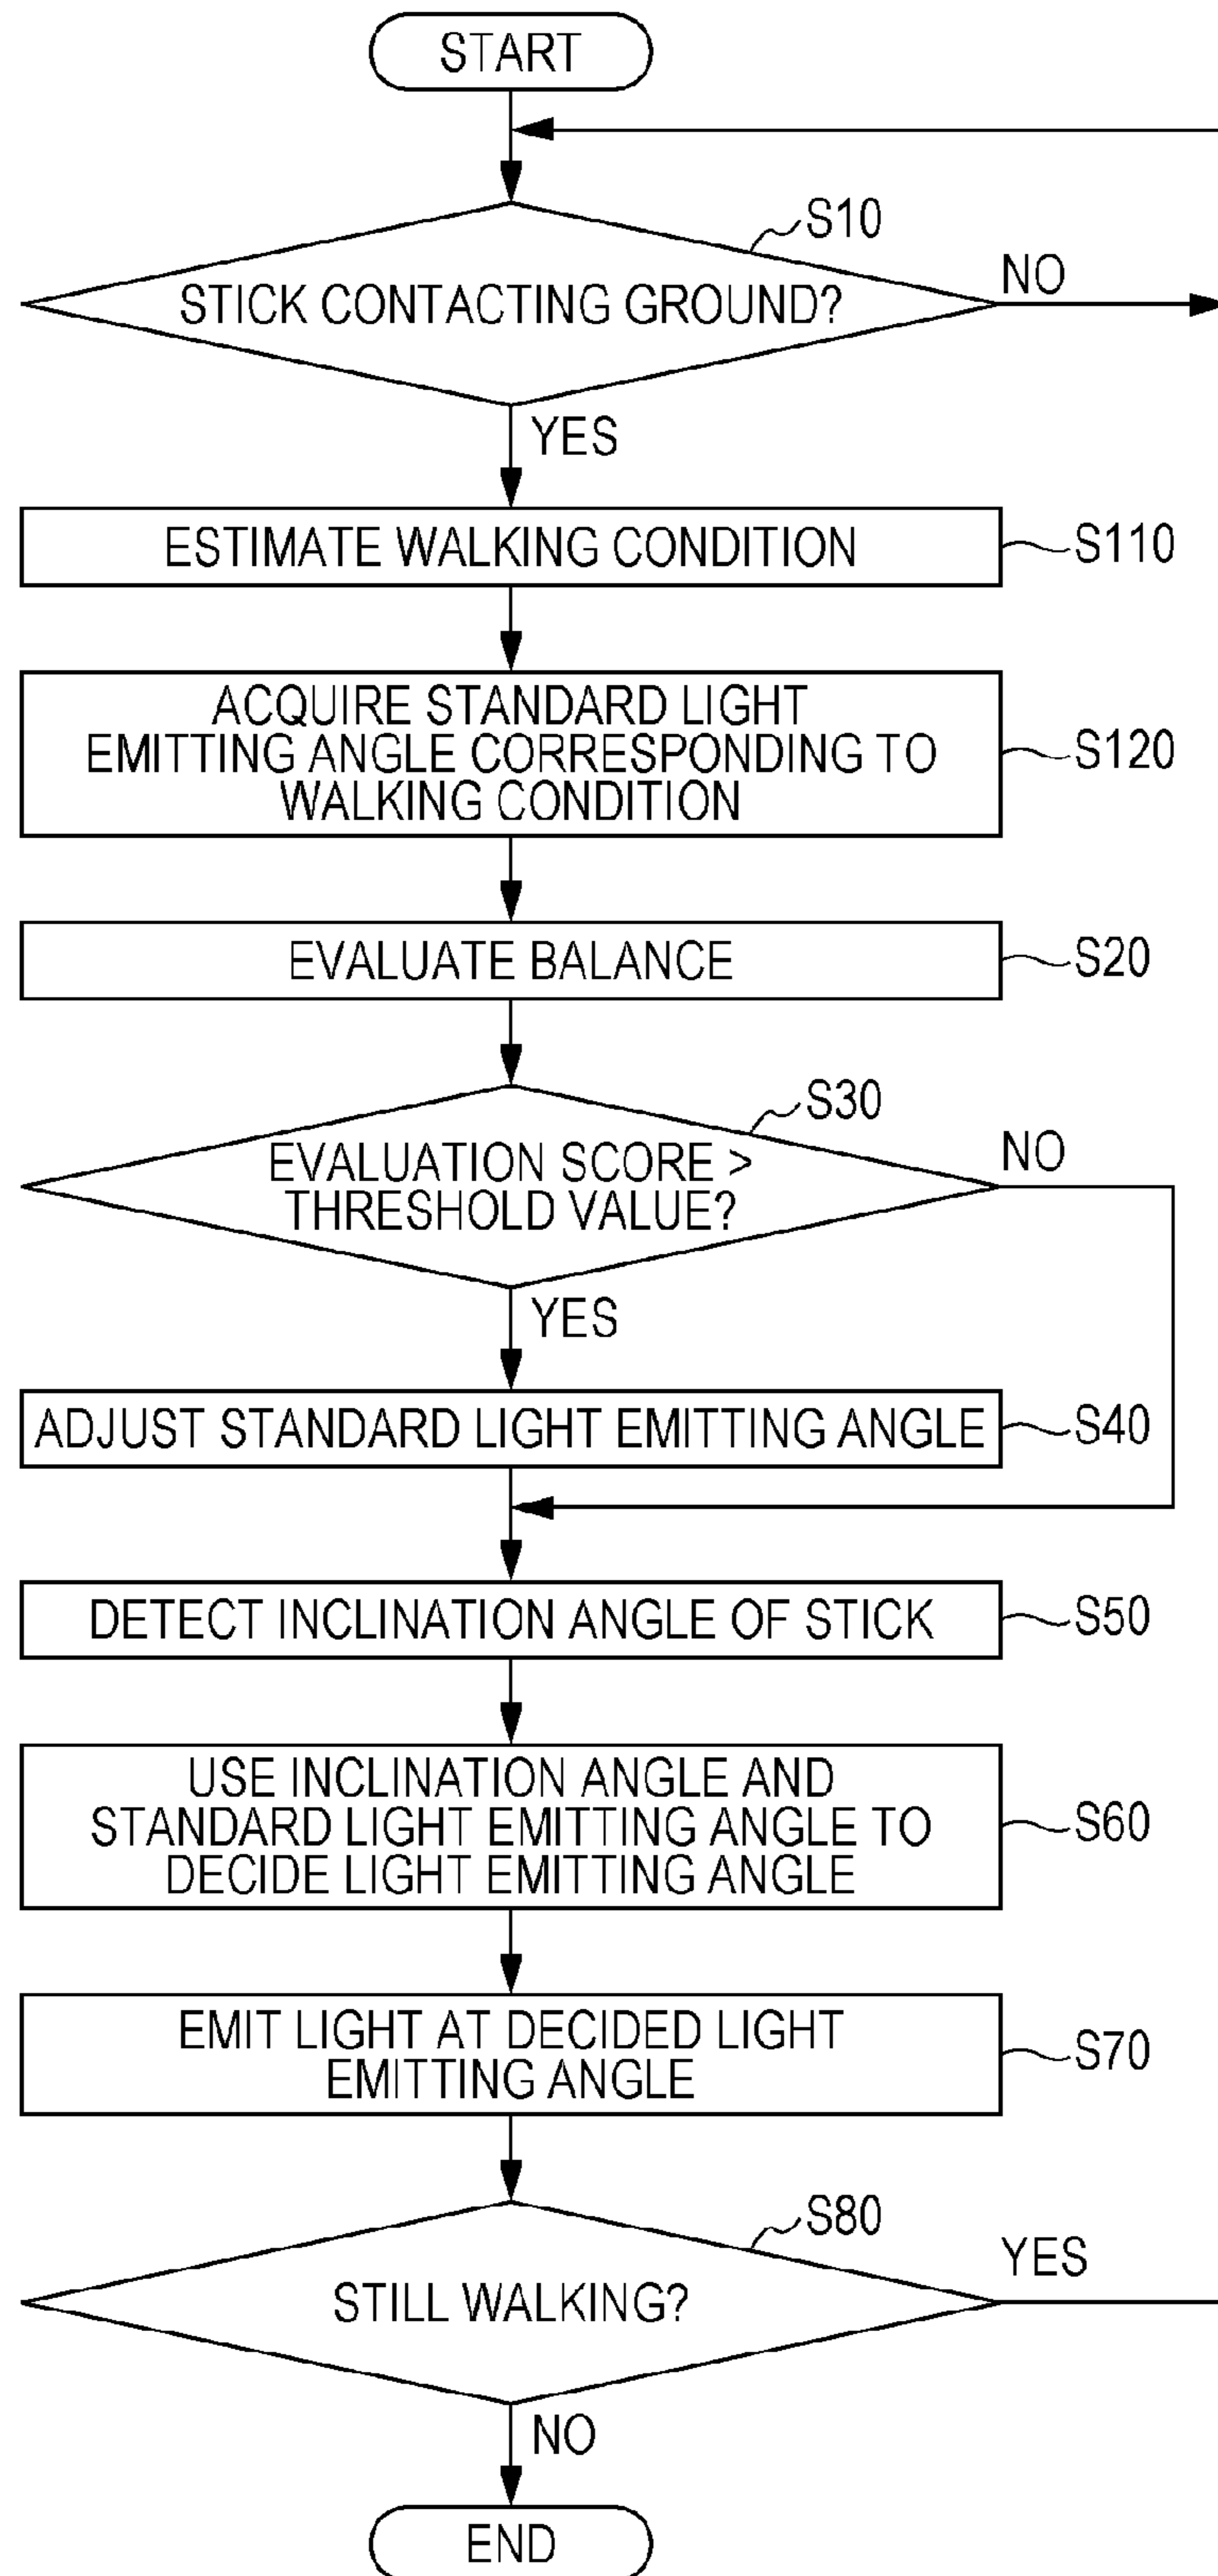 START
S10
STICK CONTACTING GROUND?
NO
YES
ESTIMATE WALKING CONDITION
S110
ACQUIRE STANDARD LIGHT
EMITTING ANGLE CORRESPONDING TO
WALKING CONDITION
S120
EVALUATE BALANCE
S20
S30
EVALUATION SCORE >
THRESHOLD VALUE?
NO
YES
ADJUST STANDARD LIGHT EMITTING ANGLE
S40
DETECT INCLINATION ANGLE OF STICK
S50
USE INCLINATION ANGLE AND
STANDARD LIGHT EMITTING ANGLE TO
DECIDE LIGHT EMITTING ANGLE
S60
EMIT LIGHT AT DECIDED LIGHT
EMITTING ANGLE
S70
S80
STILL WALKING?
YES
NO
END